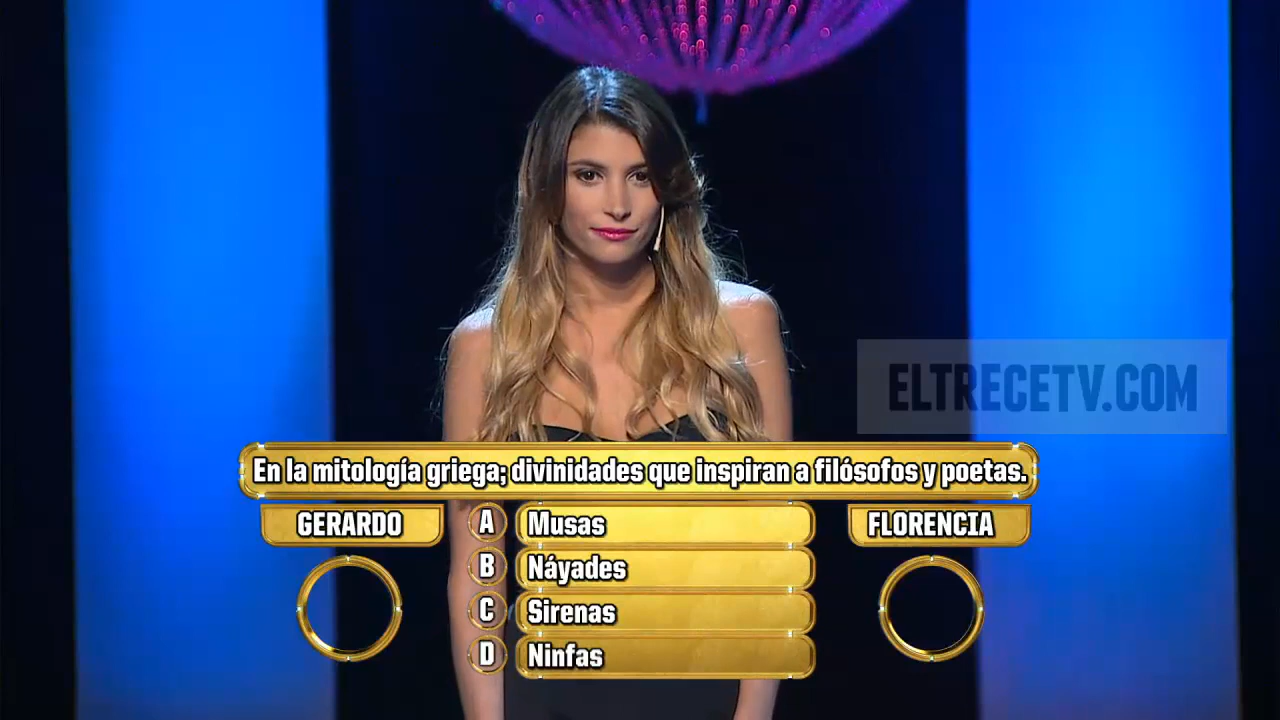 ELTRECETV.COM
En la mitología griega; divinidades que inspiran a filósofos y poetas.
GERARDO
A Musas
B Náyades
C Sirenas
D Ninfas
FLORENCIA